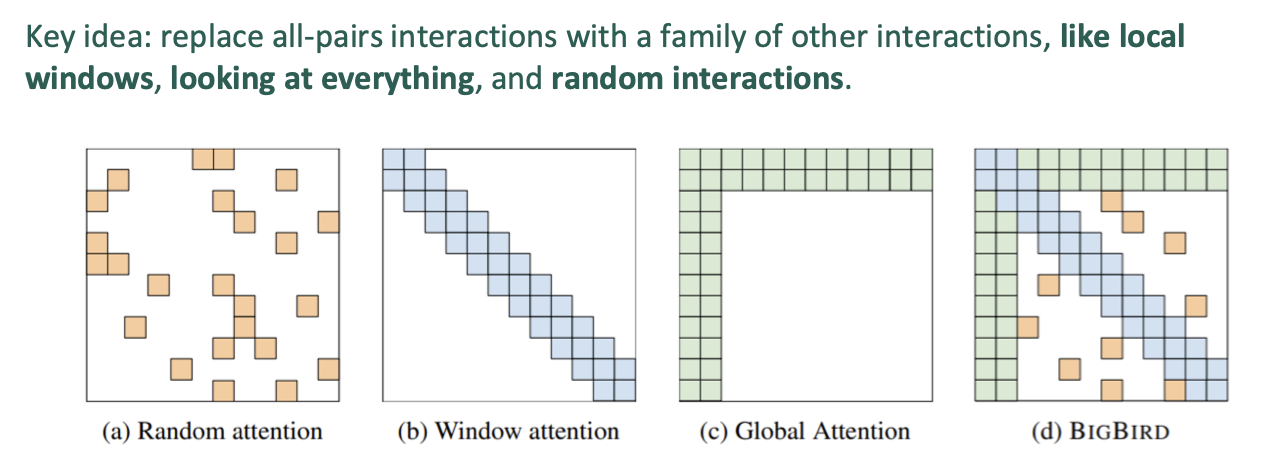 Key idea: replace all-pairs interactions with a family of other interactions, like local
windows, looking at everything, and random interactions.
(a) Random attention
(b) Window attention
(c) Global Attention
(d) BIGBIRD